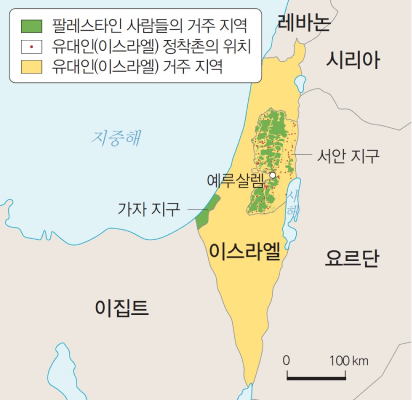 팔레스타인 사람들의 거주 지역
유대인(이스라엘) 정착촌의 위치
유대인(이스라엘) 거주 지역
레바논
시리아
지중해
서안 지구
예루살렘
사해
가자 지구
이스라엘
요르단
이집트
0 100 km